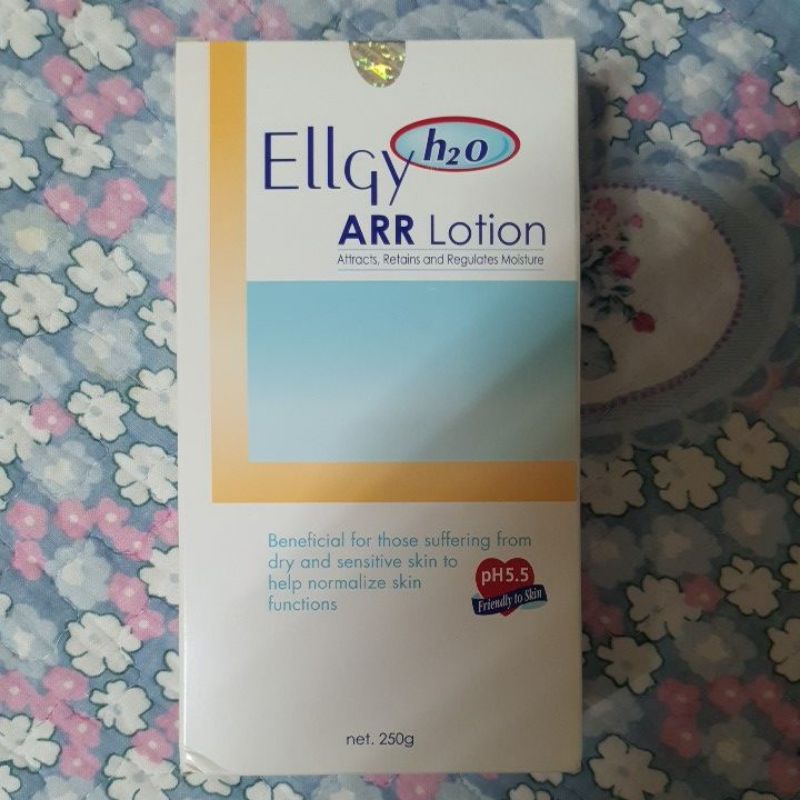 Ellgy h2o
ARR Lotion
Attracts, Retains and Regulates Moisture
Beneficial for those suffering from
dry and sensitive skin to
help normalize skin
functions
pH5.5
Friendly to Skin
net. 250g